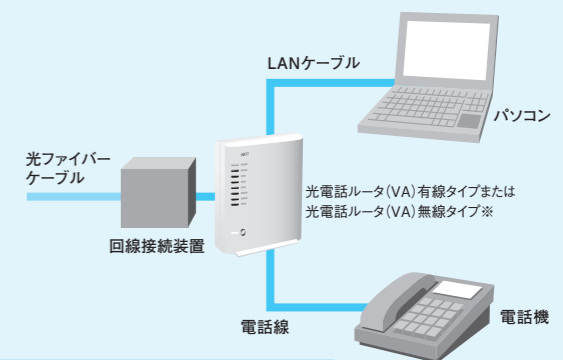 LANケーブル
パソコン
光ファイバー
ケーブル
光電話ルータ(VA)有線タイプまたは
光電話ルータ(VA)無線タイプ※
回線接続装置
電話線
電話機